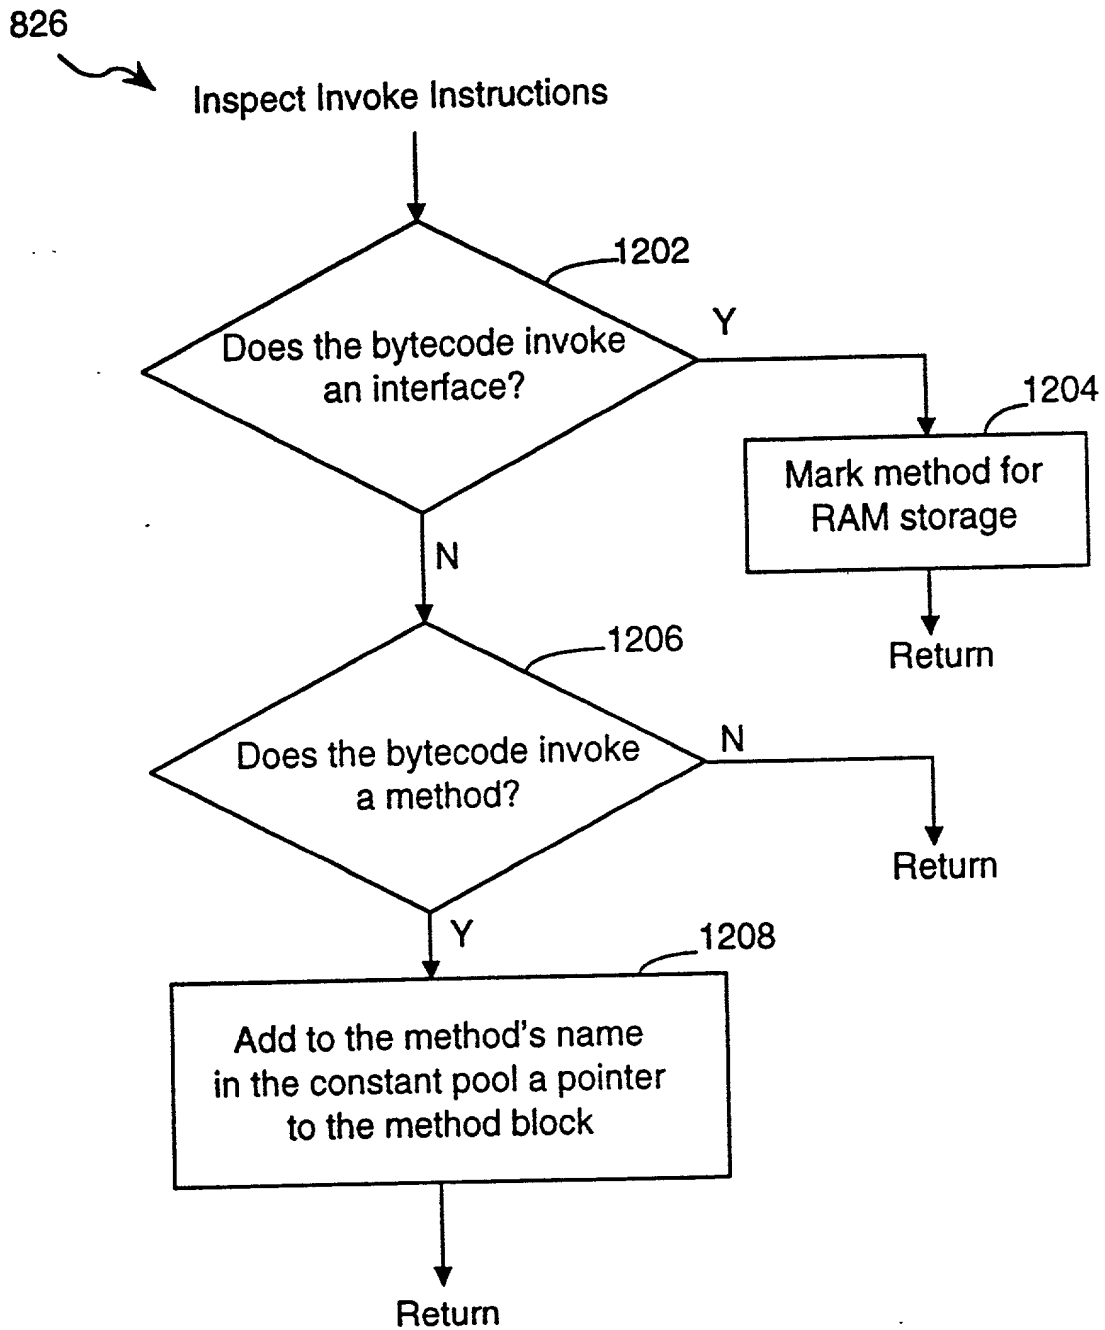 826
Inspect Invoke Instructions
1202
Does the bytecode invoke
an interface?
Y
1204
Mark method for
RAM storage
Return
N
1206
Does the bytecode invoke
a method?
N
Return
Y
1208
Add to the method's name
in the constant pool a pointer
to the method block
Return